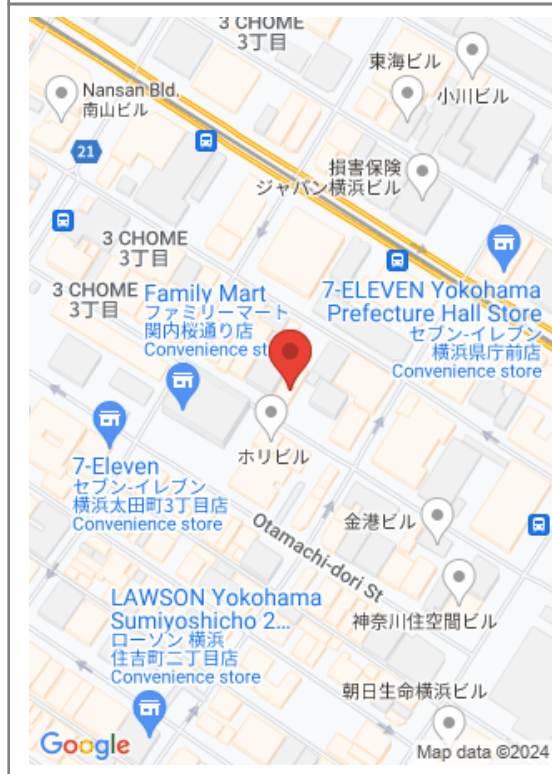 3 CHOME
3丁目
東海ビル
Nansan Bld.
南山ビル
小川ビル
21
損害保険
ジャパン横浜ビル
3 CHOME
3丁目
3 CHOME
3丁目
Family Mart
ファミリーマート
関内桜通り店
Convenience st
7-ELEVEN Yokohama
Prefecture Hall Store
セブン-イレブン
横浜県庁前店
Convenience store
ホリビル
7-Eleven
セブン-イレブン
横浜太田町3丁目店
Convenience store
金港ビル
Otamachi-dori St
LAWSON Yokohama
Sumiyoshicho 2...
ローソン 横浜
住吉町二丁目店
Convenience store
神奈川住空間ビル
朝日生命横浜ビル
Google
Map data ©2024